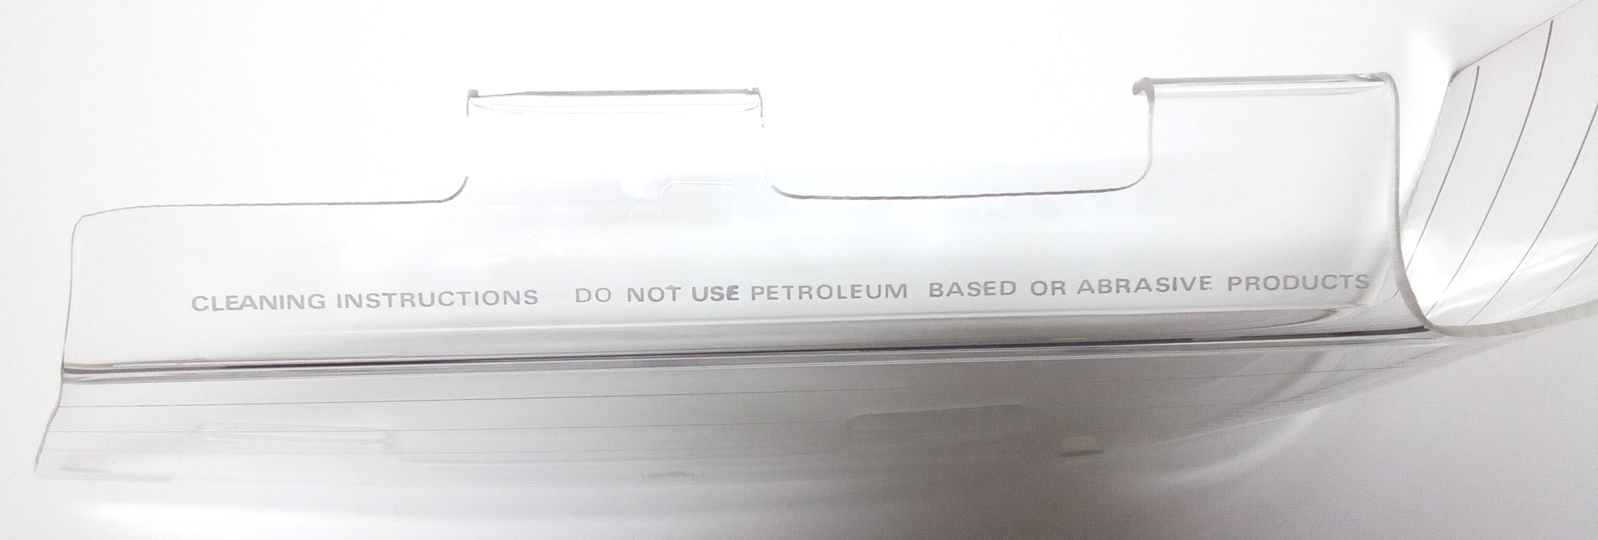 CLEANING INSTRUCTIONS DO NOT USE PETROLEUM BASED OR ABRASIVE PRODUCTS